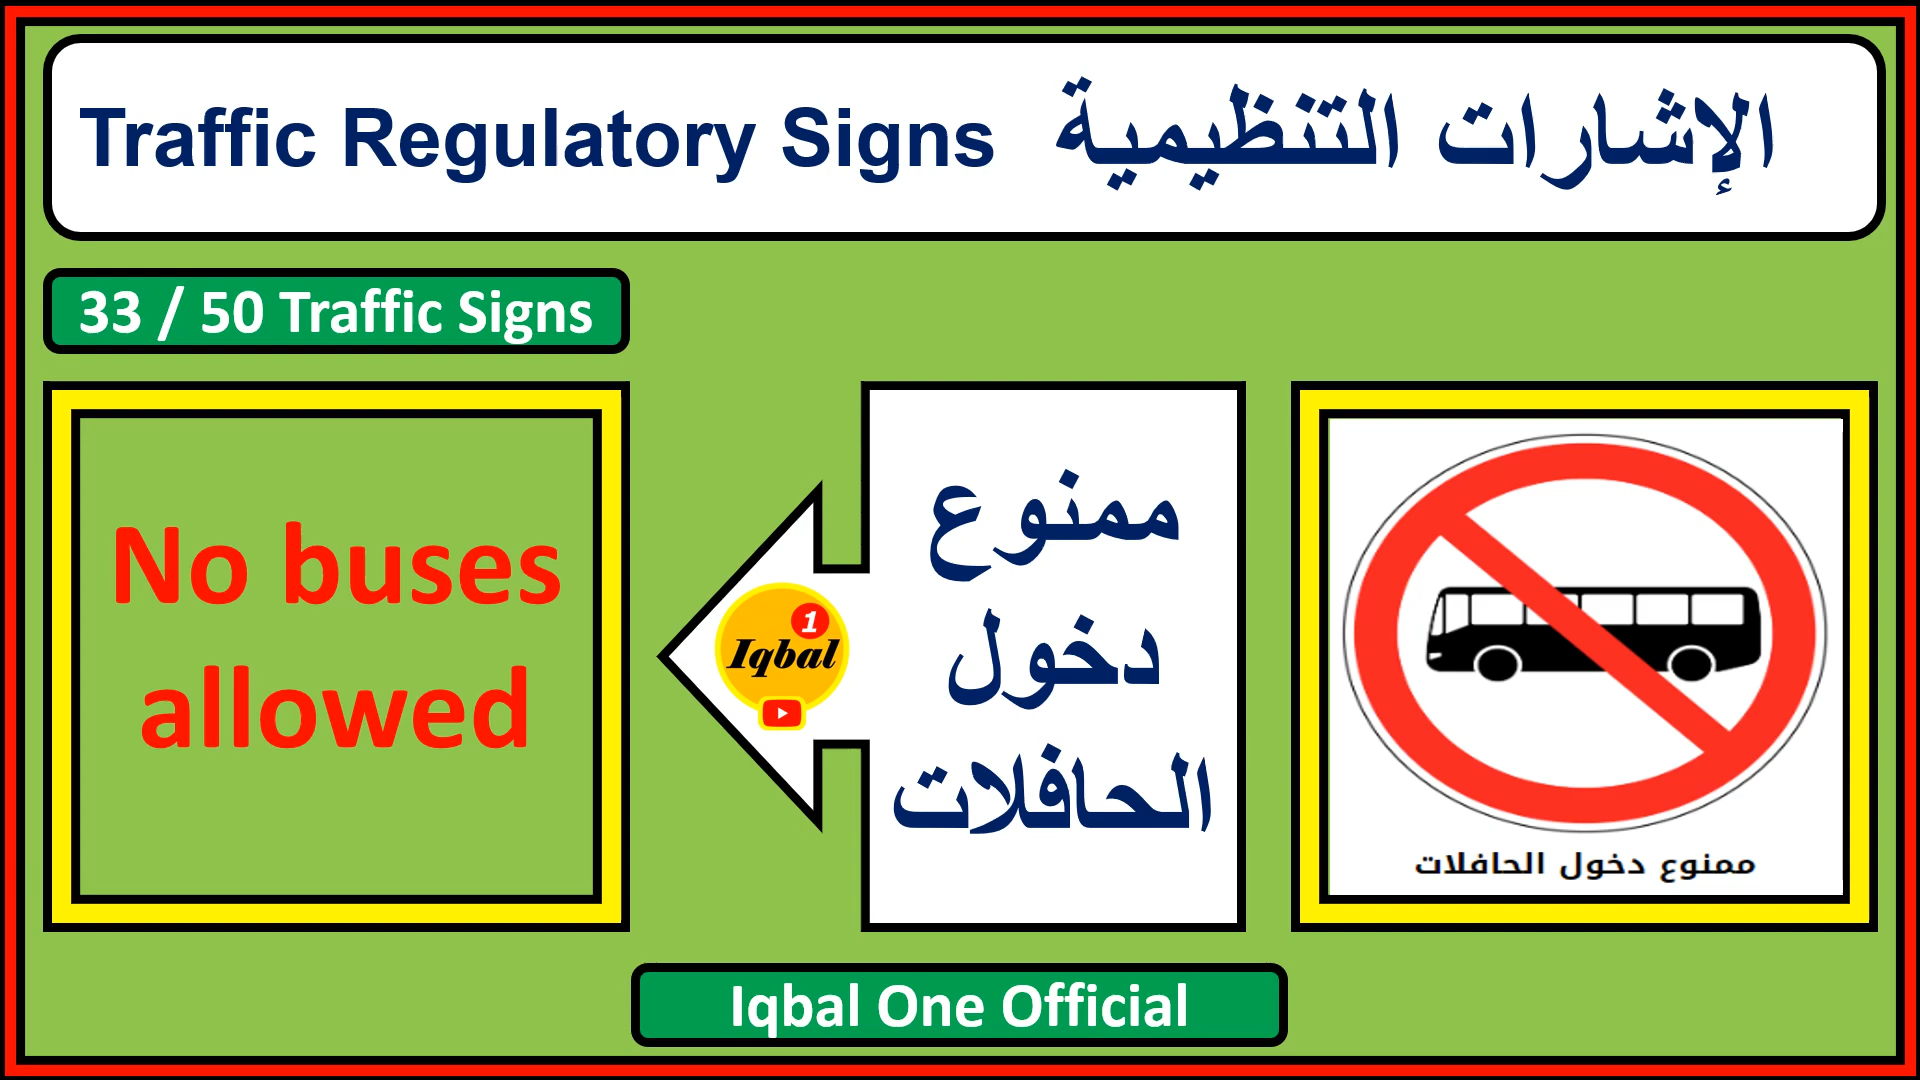 Traffic Regulatory Signs الإشارات التنظيمية
33 / 50 Traffic Signs
No buses
allowed
1
Iqbal
ممنوع
دخول
الحافلات
ممنوع دخول الحافلات
Iqbal One Official